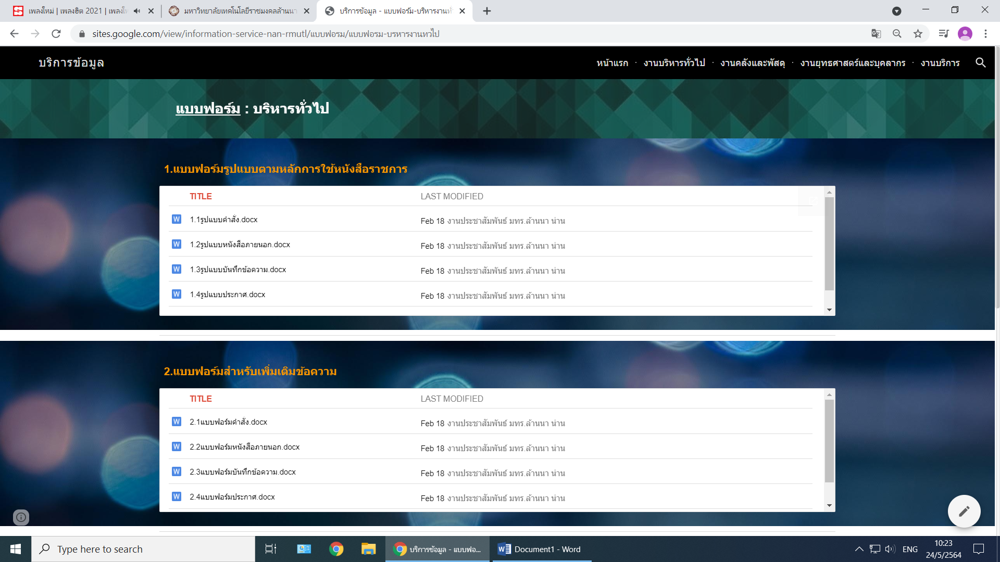 เพลงใหม่ | เพลงฮิต 2021 | เพลงให
มหาวิทยาลัยเทคโนโลยีราชมงคลล้านนา
บริการข้อมูล - แบบฟอร์ม-บริหารงานทั่
sites.google.com/view/information-service-nan-rmutl/แบบฟอรม/แบบฟอรม-บรหารงานทวไป
บริการข้อมูล
หน้าแรก · งานบริหารทั่วไป · งานคลังและพัสดุ · งานยุทธศาสตร์และบุคลากร · งานบริการ
แบบฟอร์ม : บริหารทั่วไป
1.แบบฟอร์มรูปแบบตามหลักการใช้หนังสือราชการ
TITLE LAST MODIFIED
1.1รูปแบบคำสั่ง.docx Feb 18 งานประชาสัมพันธ์ มทร.ล้านนา น่าน
1.2รูปแบบหนังสือภายนอก.docx Feb 18 งานประชาสัมพันธ์ มทร.ล้านนา น่าน
1.3รูปแบบบันทึกข้อความ.docx Feb 18 งานประชาสัมพันธ์ มทร.ล้านนา น่าน
1.4รูปแบบประกาศ.docx Feb 18 งานประชาสัมพันธ์ มทร.ล้านนา น่าน
2.แบบฟอร์มสำหรับเพิ่มเติมข้อความ
TITLE LAST MODIFIED
2.1แบบฟอร์มคำสั่ง.docx Feb 18 งานประชาสัมพันธ์ มทร.ล้านนา น่าน
2.2แบบฟอร์มหนังสือภายนอก.docx Feb 18 งานประชาสัมพันธ์ มทร.ล้านนา น่าน
2.3แบบฟอร์มบันทึกข้อความ.docx Feb 18 งานประชาสัมพันธ์ มทร.ล้านนา น่าน
2.4แบบฟอร์มประกาศ.docx Feb 18 งานประชาสัมพันธ์ มทร.ล้านนา น่าน
Type here to search
บริการข้อมูล - แบบฟอ...
Document1 - Word
ENG
10:23
24/5/2564